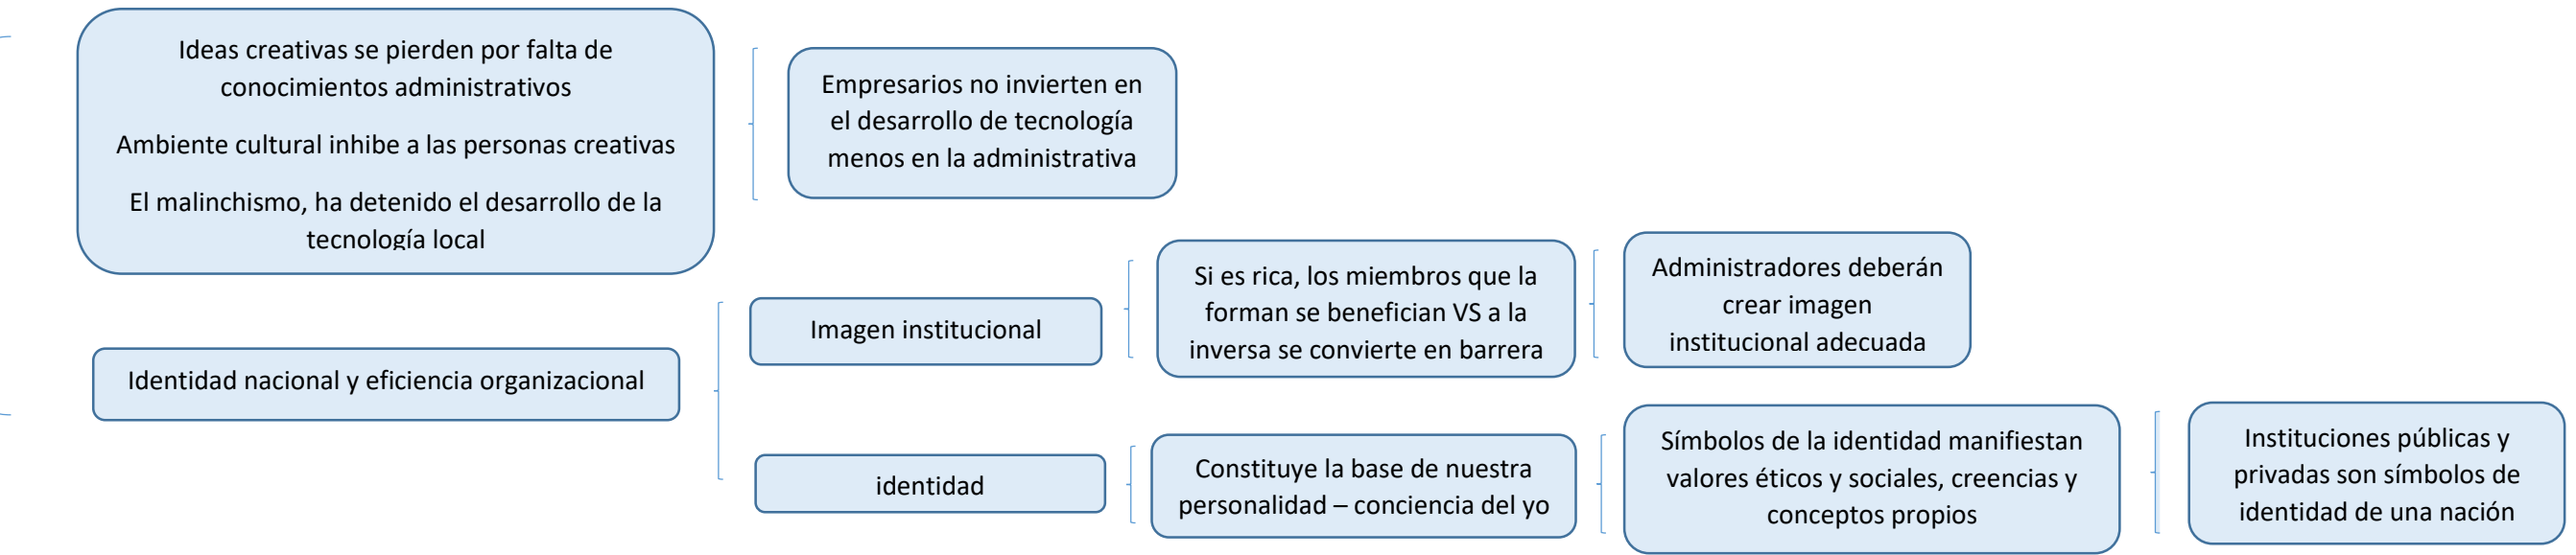 Ideas creativas se pierden por falta de
conocimientos administrativos
Ambiente cultural inhibe a las personas creativas
El malinchismo, ha detenido el desarrollo de la
tecnología local
Empresarios no invierten en
el desarrollo de tecnología
menos en la administrativa
Identidad nacional y eficiencia organizacional
Imagen institucional
Si es rica, los miembros que la
forman se benefician VS a la
inversa se convierte en barrera
Administradores deberán
crear imagen
institucional adecuada
identidad
Constituye la base de nuestra
personalidad – conciencia del yo
Símbolos de la identidad manifiestan
valores éticos y sociales, creencias y
conceptos propios
Instituciones públicas y
privadas son símbolos de
identidad de una nación